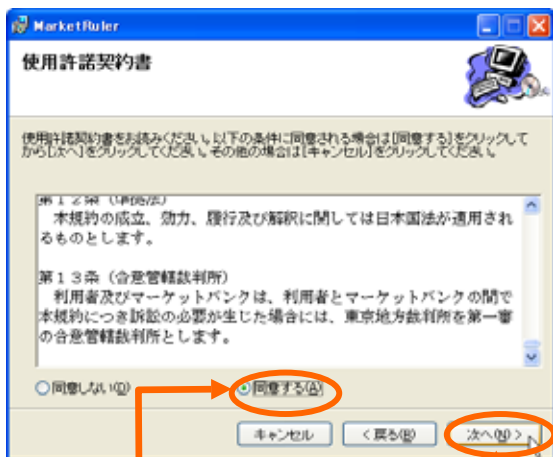 MarketRuler
使用許諾契約書
使用許諾契約書をお読みください。以下の条件に同意される場合は[同意する]をクリックして
から[次へ]をクリックしてください。その他の場合は[キャンセル]をクリックしてください。
第12条（準拠法）
本規約の成立、効力、履行及び解釈に関しては日本国法が適用され
るものとします。
第13条（合意管轄裁判所）
利用者及びマーケットバンクは、利用者とマーケットバンクの間で
本規約につき訴訟の必要が生じた場合には、東京地方裁判所を第一審
の合意管轄裁判所とします。
同意しない(D) 同意する(A)
キャンセル < 戻る(B) 次へ(N) >